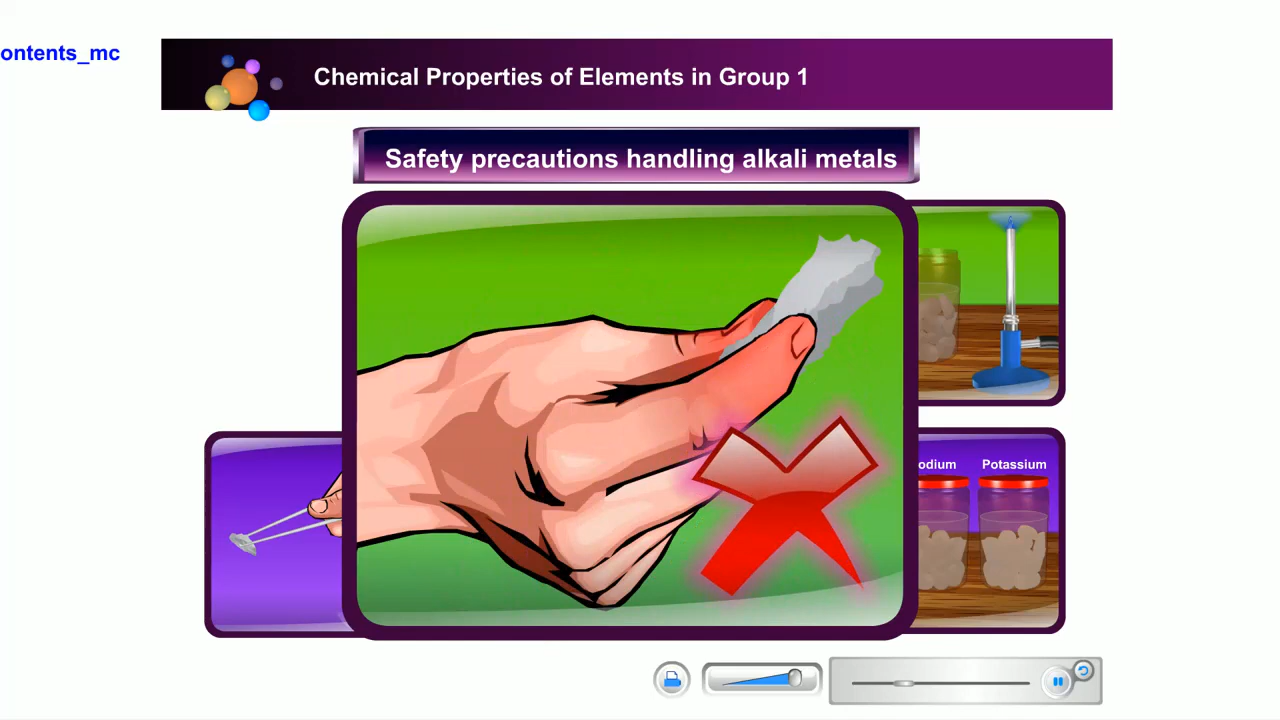 ontents_mc
Chemical Properties of Elements in Group 1
Safety precautions handling alkali metals
odium Potassium